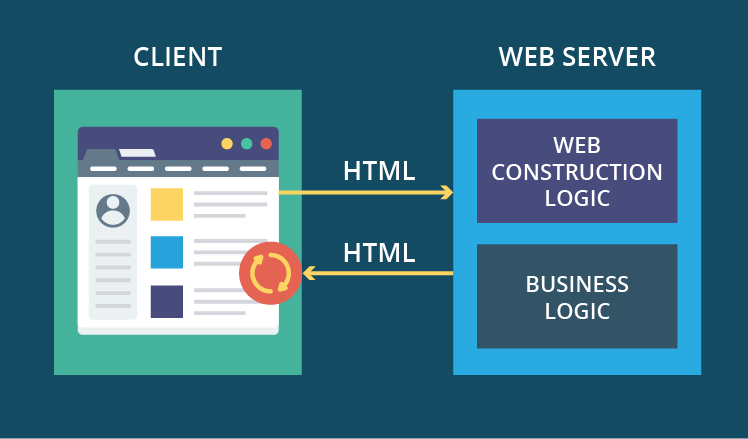 CLIENT
WEB SERVER
HTML
HTML
WEB
CONSTRUCTION
LOGIC
BUSINESS
LOGIC